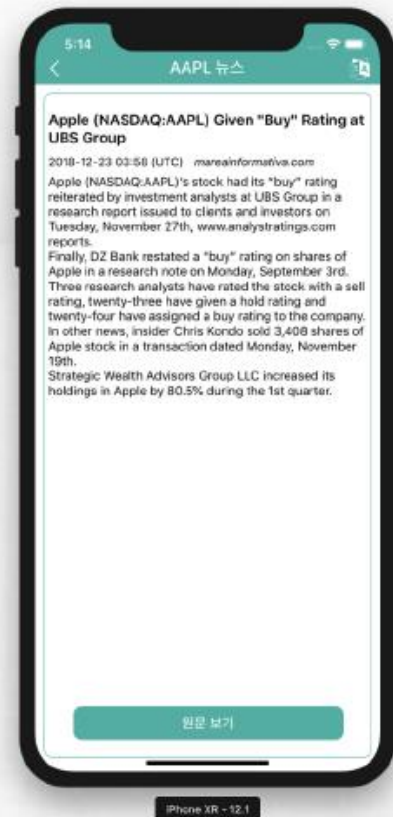 5:14
AAPL 뉴스
Apple (NASDAQ:AAPL) Given "Buy" Rating at
UBS Group
2018-12-23 03:58 (UTC) mareainformativa.com
Apple (NASDAQ:AAPL)'s stock had its "buy" rating
reiterated by investment analysts at UBS Group in a
research report issued to clients and investors on
Tuesday, November 27th, www.analystratings.com
reports.
Finally, DZ Bank restated a "buy" rating on shares of
Apple in a research note on Monday, September 3rd.
Three research analysts have rated the stock with a sell
rating, twenty-three have given a hold rating and
twenty-four have assigned a buy rating to the company.
In other news, insider Chris Kondo sold 3,408 shares of
Apple stock in a transaction dated Monday, November
19th.
Strategic Wealth Advisors Group LLC increased its
holdings in Apple by 80.5% during the 1st quarter.
원문 보기
iPhone XR - 12.1